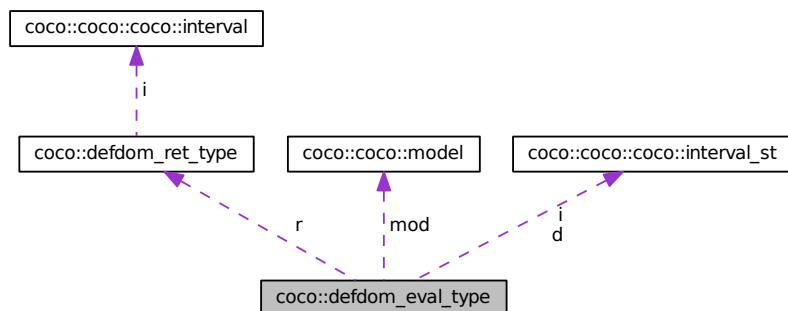 coco::coco::coco::interval
i
coco::defdom_ret_type
coco::coco::model
coco::coco::coco::interval_st
r
mod
i
d
coco::defdom_eval_type